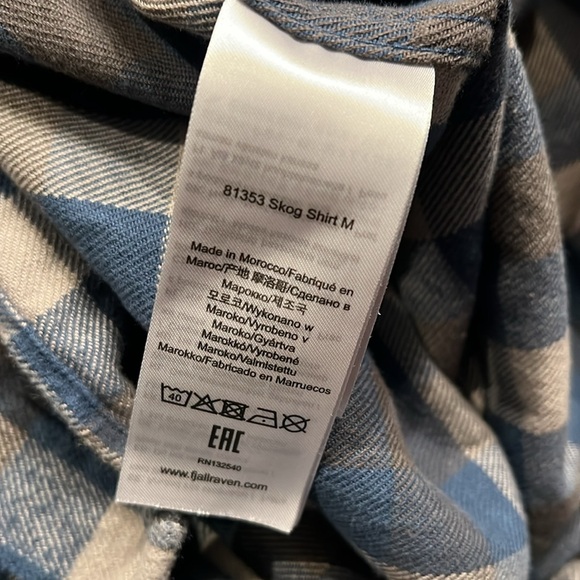 81353 Skog Shirt M
Made in Morocco/Fabriqué en
Maroc/产地 摩洛哥/Сделано в
Марокко/제조국
모로코/Wykonano w
Maroko/Vyrobeno v
Maroko/Gyártva
Marokkó/Vyrobené
Maroko/Valmistettu
Marokko/Fabricado en Marruecos
40
EAC
RN132540
www.fjallraven.com